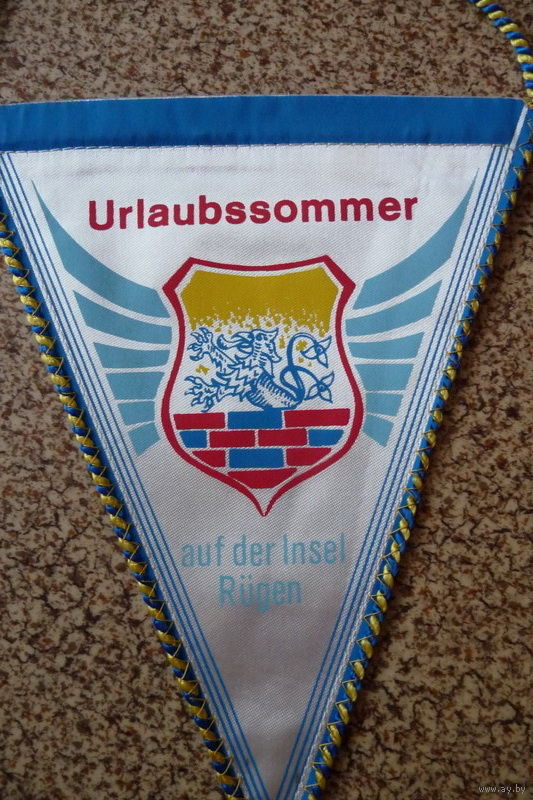 Urlaubssommer
auf der Insel
Rügen
www.ay.by